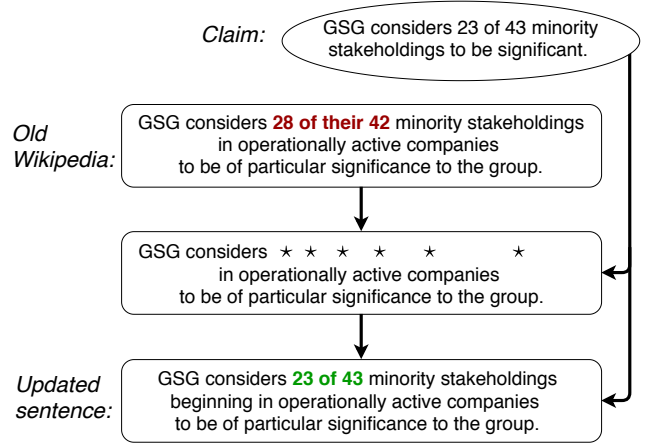 Claim:
GSG considers 23 of 43 minority
stakeholdings to be significant.
Old
Wikipedia:
GSG considers 28 of their 42 minority stakeholdings
in operationally active companies
to be of particular significance to the group.
GSG considers ⋆ ⋆ ⋆ ⋆ ⋆ ⋆
in operationally active companies
to be of particular significance to the group.
Updated
sentence:
GSG considers 23 of 43 minority stakeholdings
beginning in operationally active companies
to be of particular significance to the group.